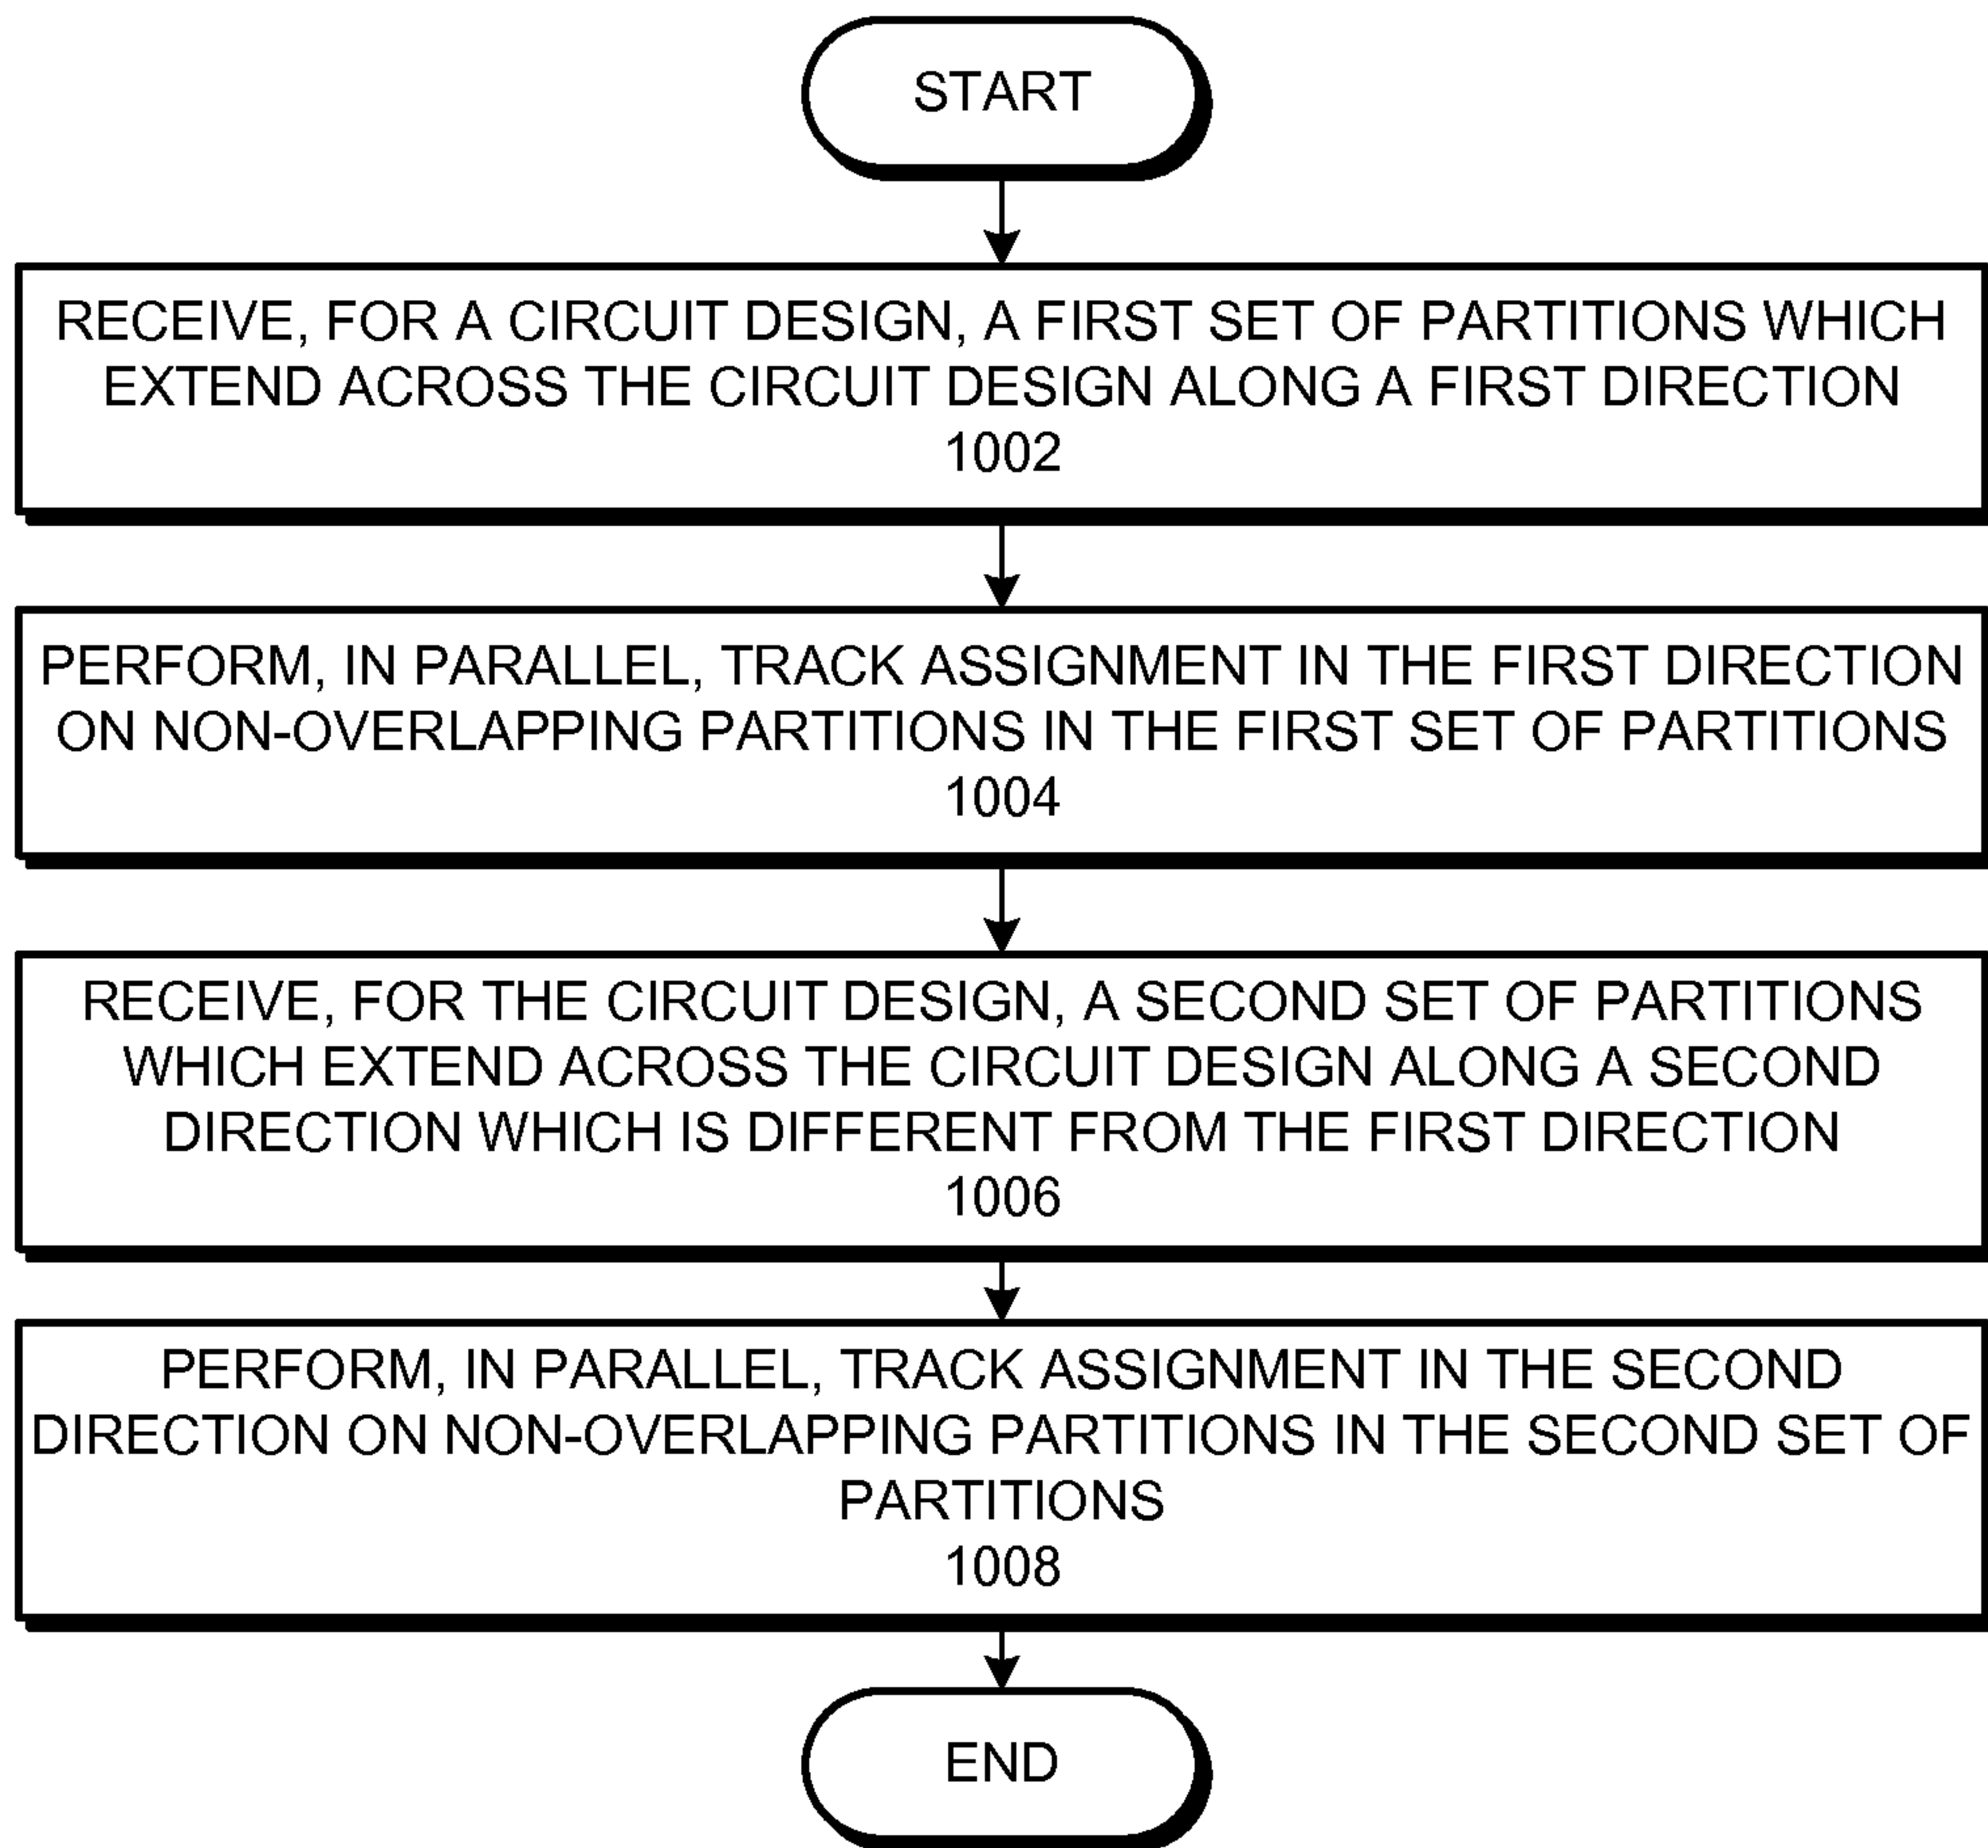 START
RECEIVE, FOR A CIRCUIT DESIGN, A FIRST SET OF PARTITIONS WHICH
EXTEND ACROSS THE CIRCUIT DESIGN ALONG A FIRST DIRECTION
1002
PERFORM, IN PARALLEL, TRACK ASSIGNMENT IN THE FIRST DIRECTION
ON NON-OVERLAPPING PARTITIONS IN THE FIRST SET OF PARTITIONS
1004
RECEIVE, FOR THE CIRCUIT DESIGN, A SECOND SET OF PARTITIONS
WHICH EXTEND ACROSS THE CIRCUIT DESIGN ALONG A SECOND
DIRECTION WHICH IS DIFFERENT FROM THE FIRST DIRECTION
1006
PERFORM, IN PARALLEL, TRACK ASSIGNMENT IN THE SECOND
DIRECTION ON NON-OVERLAPPING PARTITIONS IN THE SECOND SET OF
PARTITIONS
1008
END